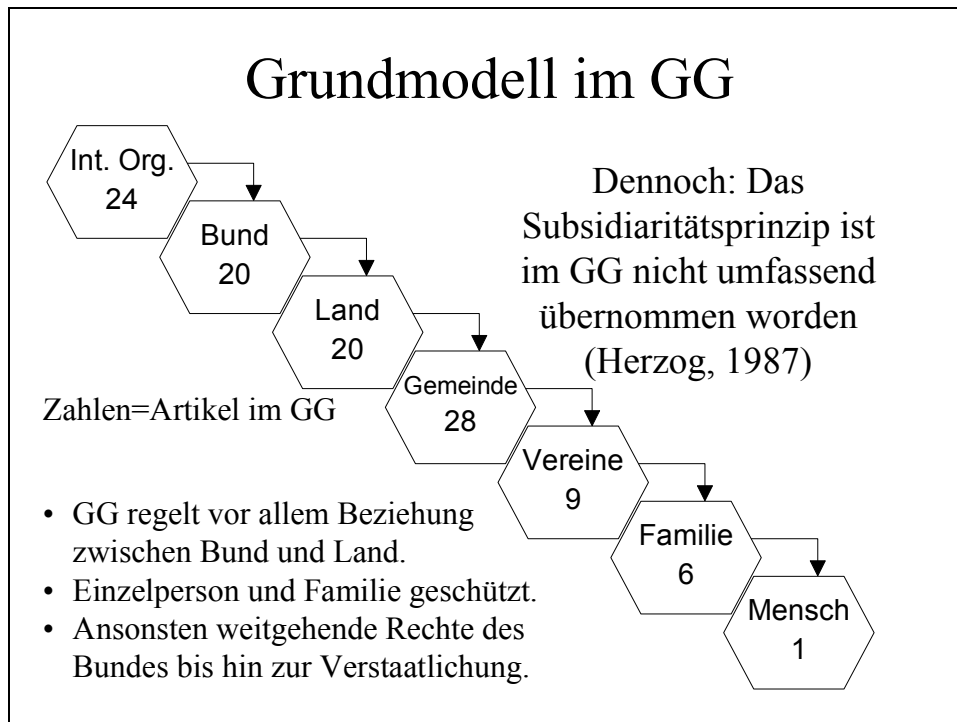 Grundmodell im GG
Int. Org.
24
Bund
20
Land
20
Gemeinde
28
Vereine
9
Familie
6
Mensch
1
Dennoch: Das
Subsidiaritätsprinzip ist
im GG nicht umfassend
übernommen worden
(Herzog, 1987)
Zahlen=Artikel im GG
• GG regelt vor allem Beziehung
zwischen Bund und Land.
• Einzelperson und Familie geschützt.
• Ansonsten weitgehende Rechte des
Bundes bis hin zur Verstaatlichung.